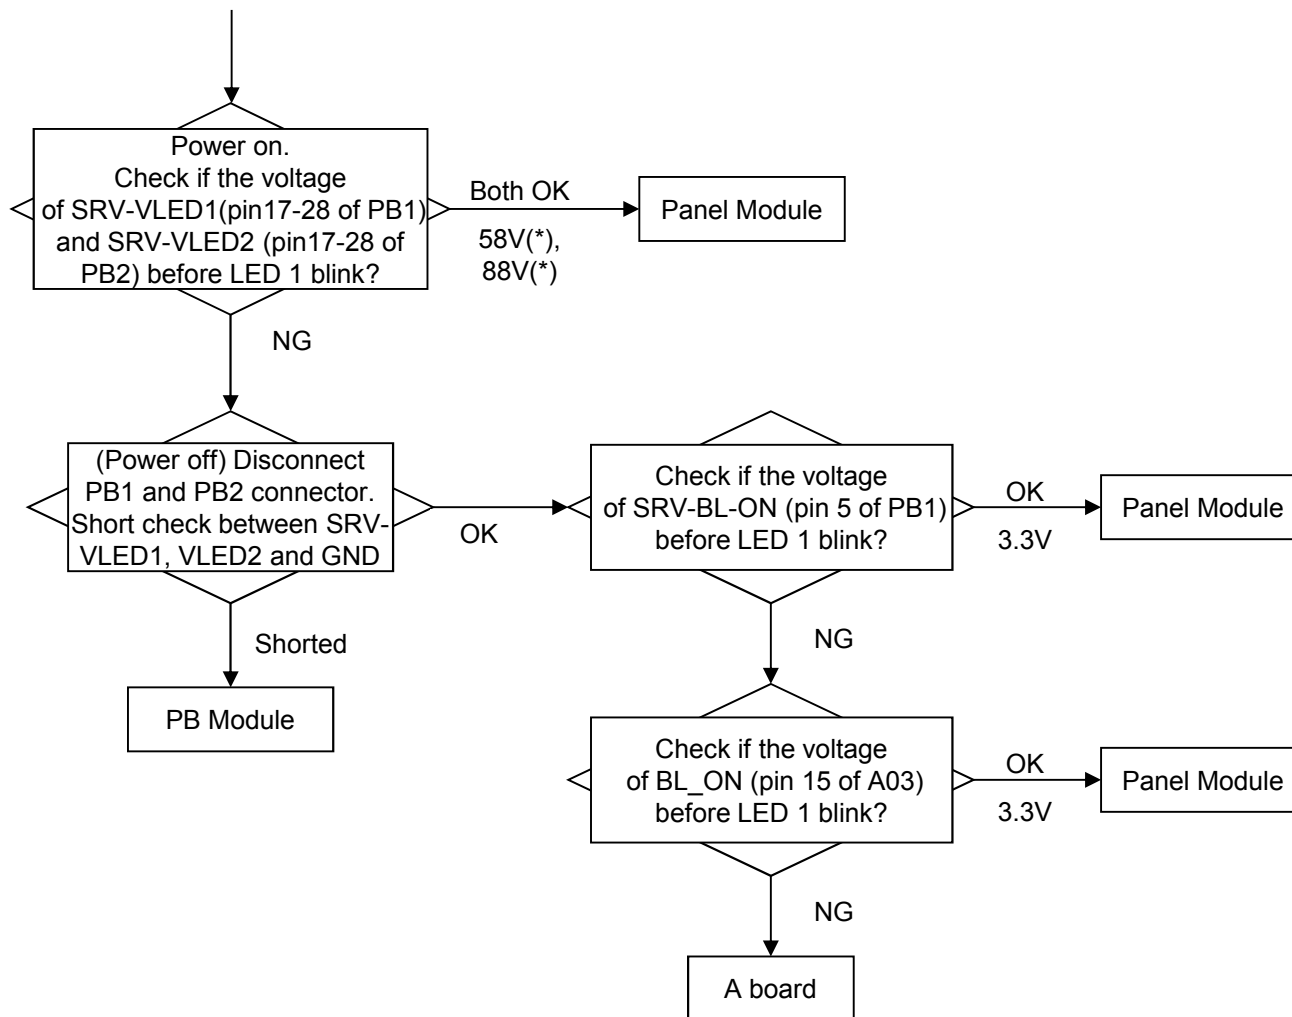 Power on.
Check if the voltage
of SRV-VLED1(pin17-28 of PB1)
and SRV-VLED2 (pin17-28 of
PB2) before LED 1 blink?
Both OK
58V(*),
88V(*)
Panel Module
NG
(Power off) Disconnect
PB1 and PB2 connector.
Short check between SRV-
VLED1, VLED2 and GND
OK
Check if the voltage
of SRV-BL-ON (pin 5 of PB1)
before LED 1 blink?
OK
3.3V
Panel Module
Shorted
PB Module
NG
Check if the voltage
of BL_ON (pin 15 of A03)
before LED 1 blink?
OK
3.3V
Panel Module
NG
A board